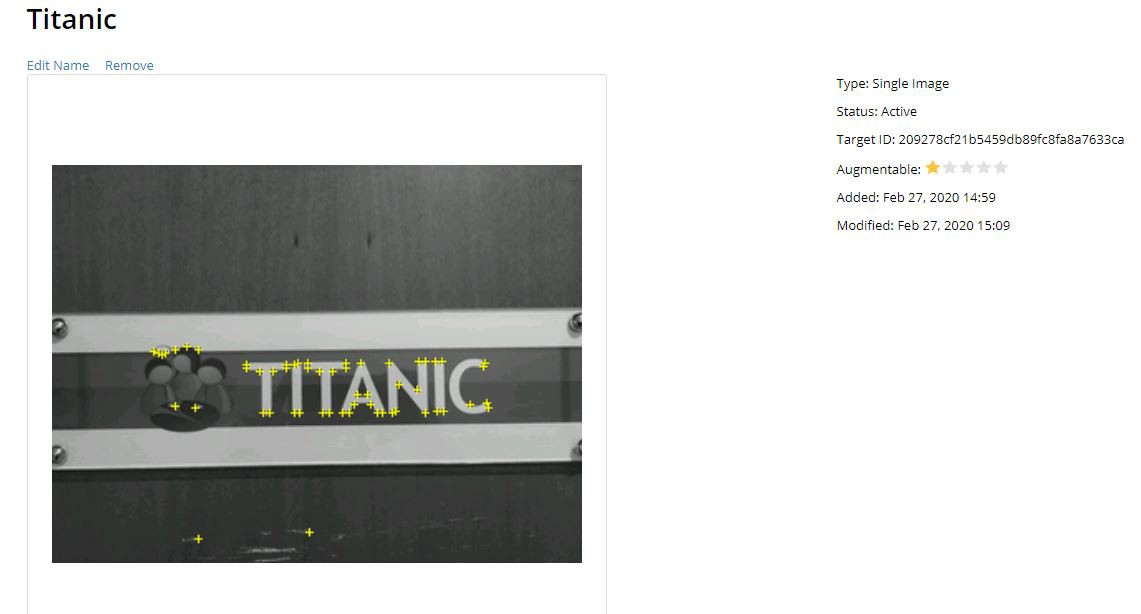 Titanic
Edit Name Remove
Type: Single Image
Status: Active
Target ID: 209278cf21b5459db89fc8fa8a7633ca
Augmentable:
Added: Feb 27, 2020 14:59
Modified: Feb 27, 2020 15:09
TITANIC